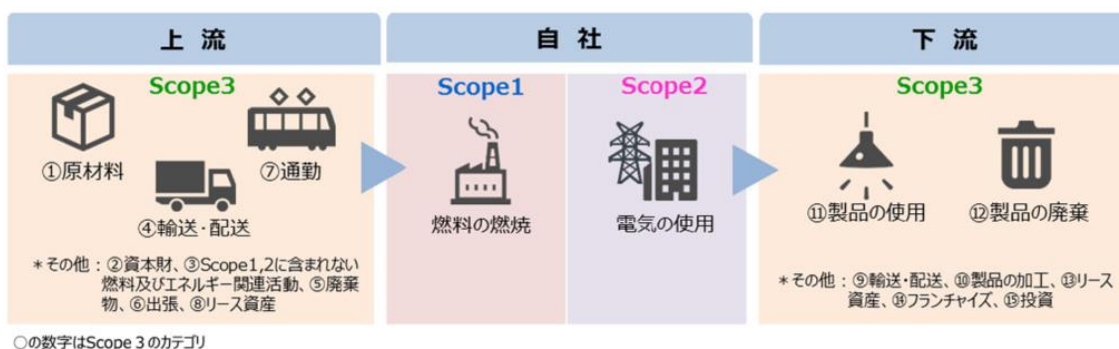 上 流
自 社
下 流
Scope3
①原材料
⑦通勤
④輸送・配送
*その他：②資本財、③Scope1,2に含まれない
燃料及びエネルギー関連活動、⑤廃棄
物、⑥出張、⑧リース資産
Scope1
燃料の燃焼
Scope2
電気の使用
Scope3
⑪製品の使用
⑫製品の廃棄
*その他：⑨輸送・配送、⑩製品の加工、⑬リース
資産、⑭フランチャイズ、⑮投資
○の数字はScope 3 のカテゴリ